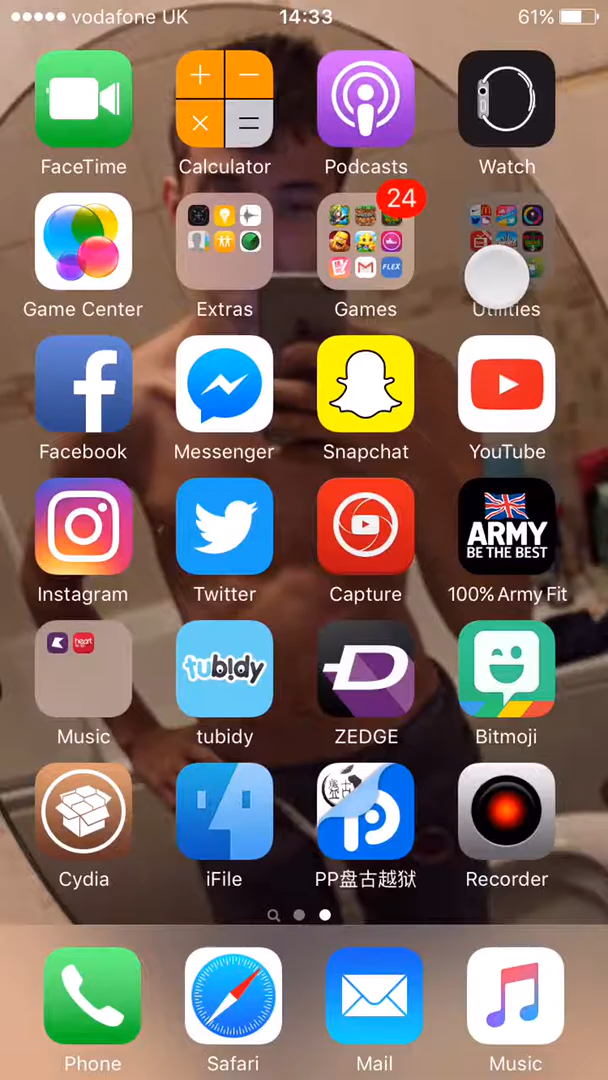 vodafone UK 14:33 61%
FaceTime Calculator Podcasts Watch
24
Game Center Extras Games Utilities
Facebook Messenger Snapchat YouTube
ARMY
BE THE BEST
Instagram Twitter Capture 100% Army Fit
heart
tubidy
Music tubidy ZEDGE Bitmoji
Cydia iFile PP盘古越狱 Recorder
Phone Safari Mail Music